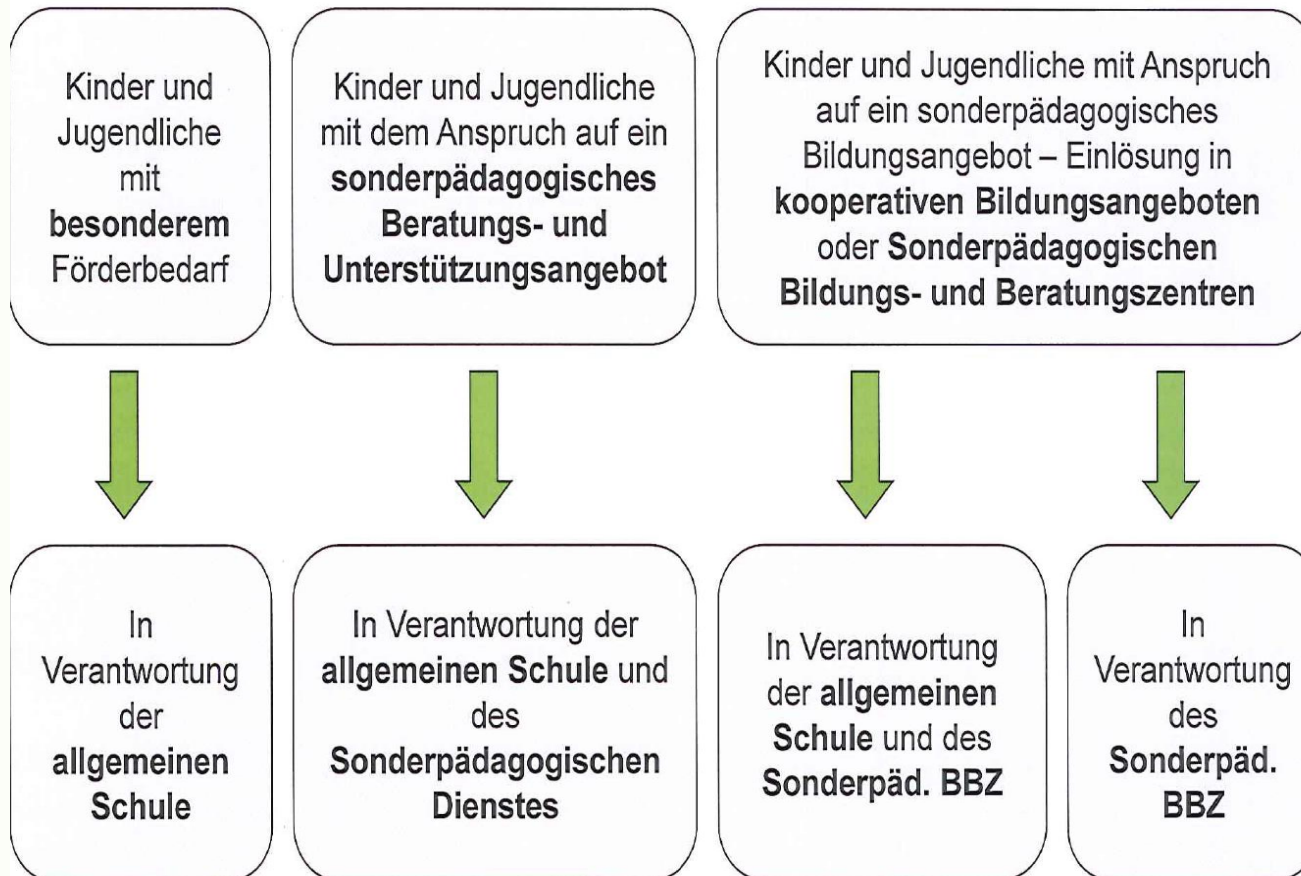 Kinder und
Jugendliche
mit
besonderem
Förderbedarf
Kinder und Jugendliche
mit dem Anspruch auf ein
sonderpädagogisches
Beratungs- und
Unterstützungsangebot
Kinder und Jugendliche mit Anspruch
auf ein sonderpädagogisches
Bildungsangebot – Einlösung in
kooperativen Bildungsangeboten
oder Sonderpädagogischen
Bildungs- und Beratungszentren
In
Verantwortung
der
allgemeinen
Schule
In Verantwortung der
allgemeinen Schule und
des
Sonderpädagogischen
Dienstes
In Verantwortung
der allgemeinen
Schule und des
Sonderpäd. BBZ
In
Verantwortung
des
Sonderpäd.
BBZ